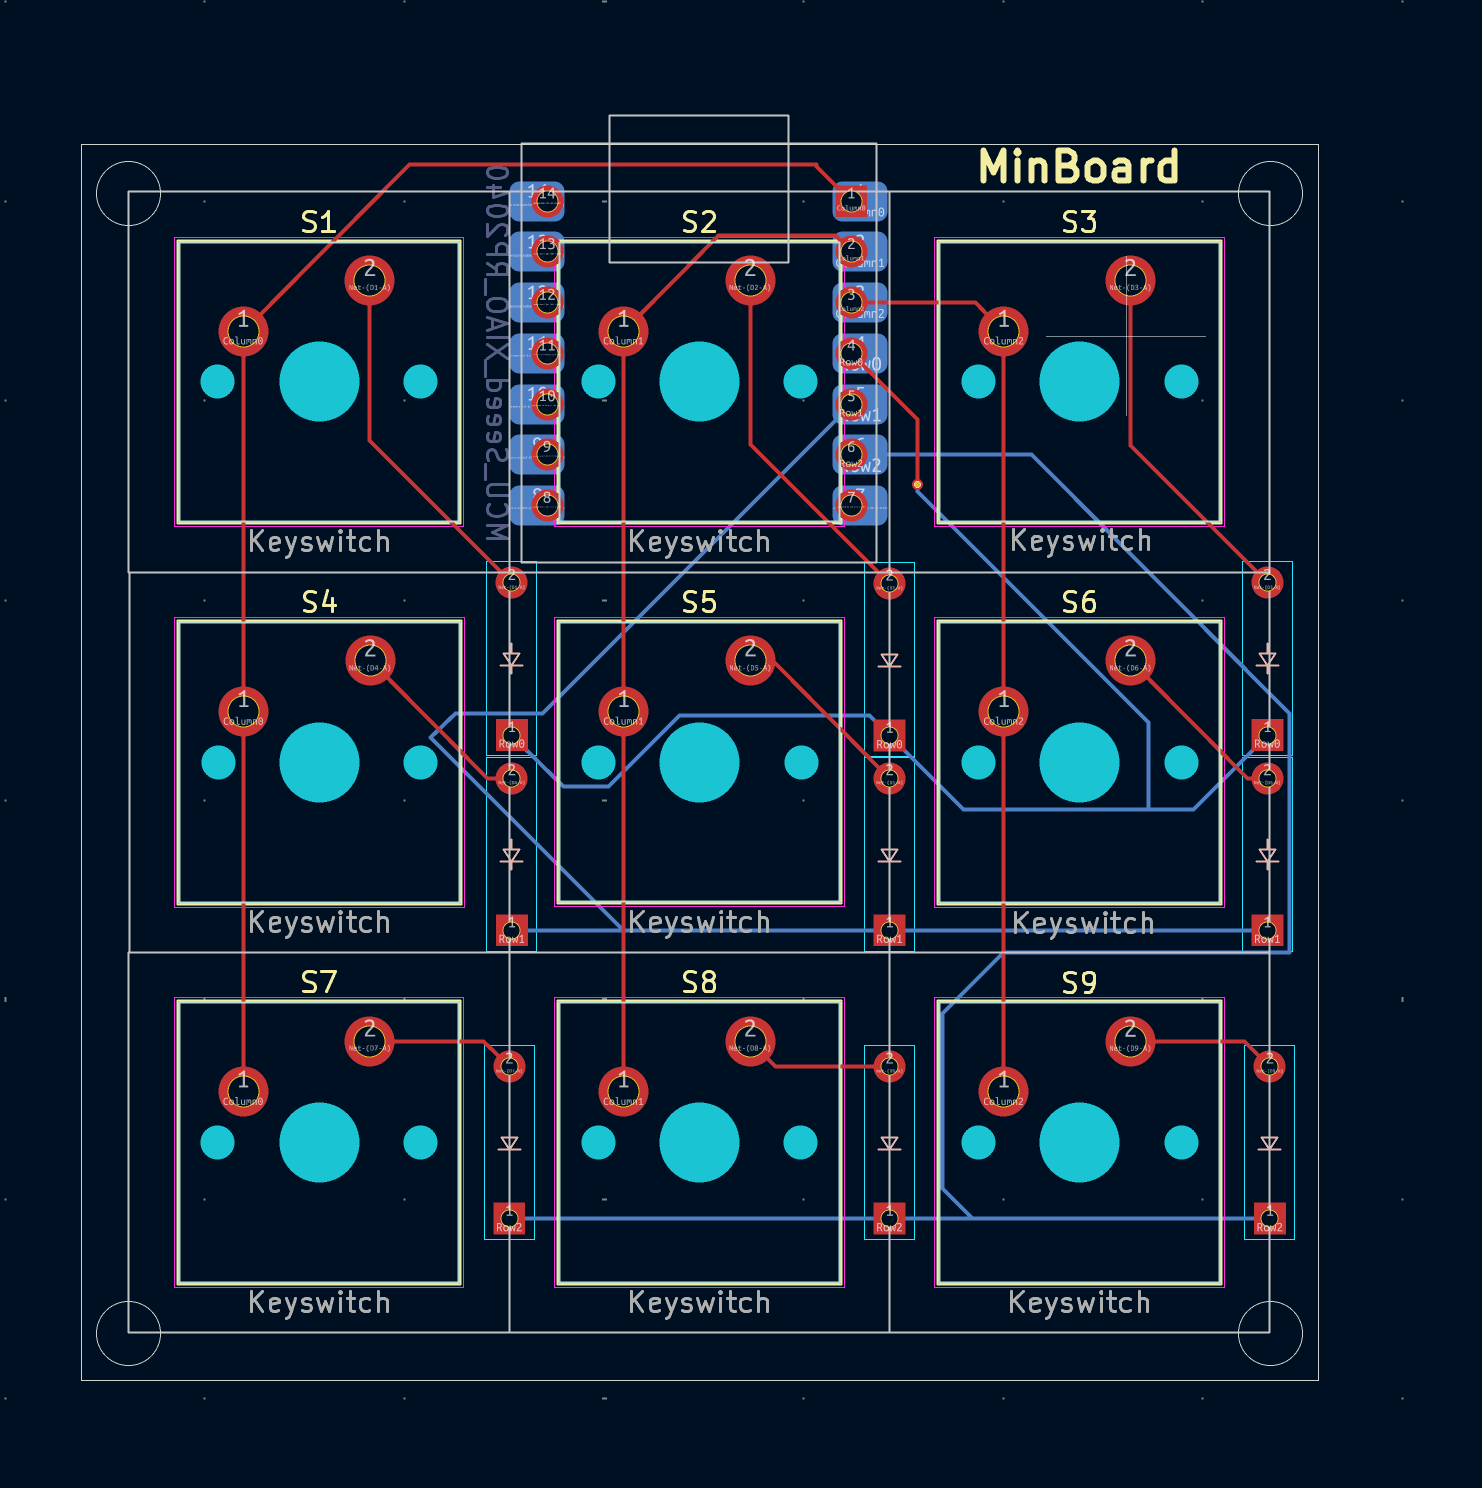 MinBoard
MCU_Seeed_XIAO_RP2040
S1
S2
S3
14
1
Column0
13
2
Column1
12
3
Column2
11
4
Row0
10
5
Row1
9
6
Row2
8
7
2
Net-(D1-A)
1
Column0
2
Net-(D2-A)
1
Column1
2
Net-(D3-A)
1
Column2
Keyswitch
Keyswitch
Keyswitch
2
2
2
S4
S5
S6
2
Net-(D4-A)
1
Column0
2
Net-(D5-A)
1
Column1
2
Net-(D6-A)
1
Column2
1
Row0
1
Row0
1
Row0
2
2
2
Keyswitch
Keyswitch
Keyswitch
1
Row1
1
Row1
1
Row1
S7
S8
S9
2
Net-(D7-A)
1
Column0
2
Net-(D8-A)
1
Column1
2
Net-(D9-A)
1
Column2
2
2
2
1
Row2
1
Row2
1
Row2
Keyswitch
Keyswitch
Keyswitch